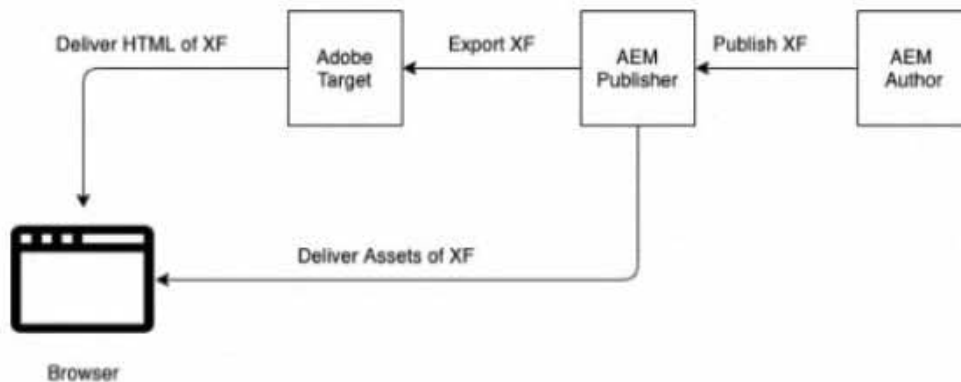 Deliver HTML of XF
Adobe
Target
Export XF
AEM
Publisher
Publish XF
AEM
Author
Deliver Assets of XF
Browser